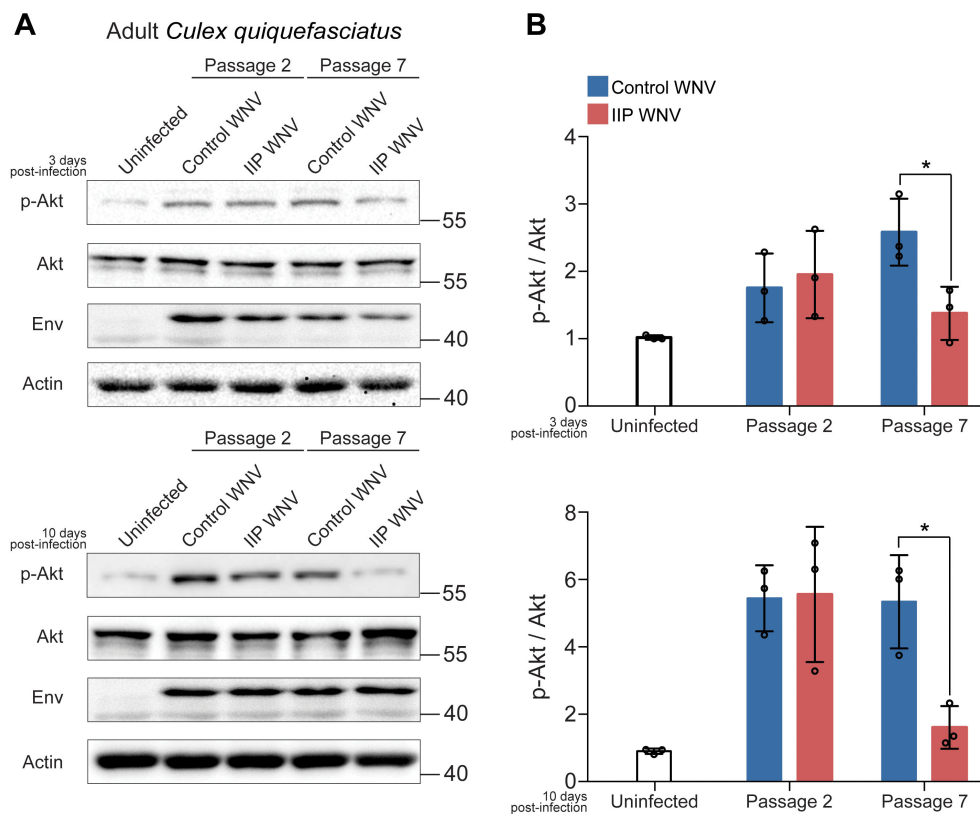 A
Adult Culex quiquefasciatus
Passage 2
Passage 7
Uninfected
Control WNV
IIP WNV
Control WNV
IIP WNV
3 days
post-infection
p-Akt
55
Akt
55
Env
40
Actin
40
Passage 2
Passage 7
Uninfected
Control WNV
IIP WNV
Control WNV
IIP WNV
10 days
post-infection
p-Akt
55
Akt
55
Env
40
Actin
40
B
Control WNV
IIP WNV
p-Akt / Akt
4
3
2
1
0
*
3 days
post-infection
Uninfected
Passage 2
Passage 7
p-Akt / Akt
8
6
4
2
0
*
10 days
post-infection
Uninfected
Passage 2
Passage 7